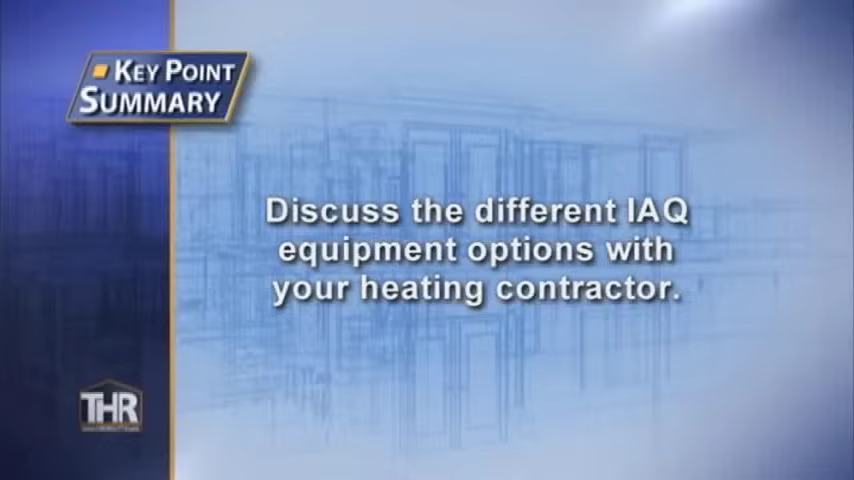 KEY POINT
SUMMARY
Discuss the different IAQ
equipment options with
your heating contractor.
THR